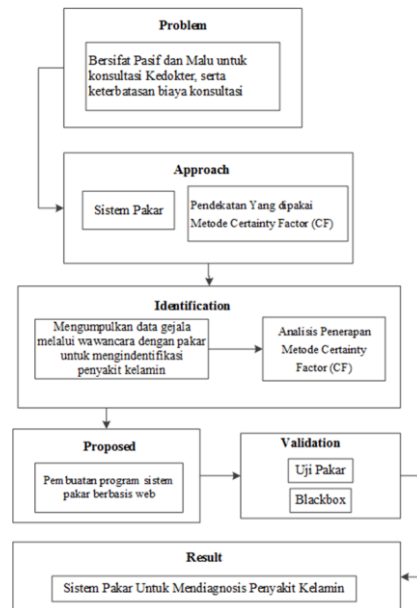 Problem
Bersifat Pasif dan Malu untuk
konsultasi Kedokter, serta
keterbatasan biaya konsultasi
Approach
Sistem Pakar
Pendekatan Yang dipakai
Metode Certainty Factor (CF)
Identification
Mengumpulkan data gejala
melalui wawancara dengan pakar
untuk mengindentifikasi
penyakit kelamin
Analisis Penerapan
Metode Certainty
Factor (CF)
Proposed
Pembuatan program sistem
pakar berbasis web
Validation
Uji Pakar
Blackbox
Result
Sistem Pakar Untuk Mendiagnosis Penyakit Kelamin